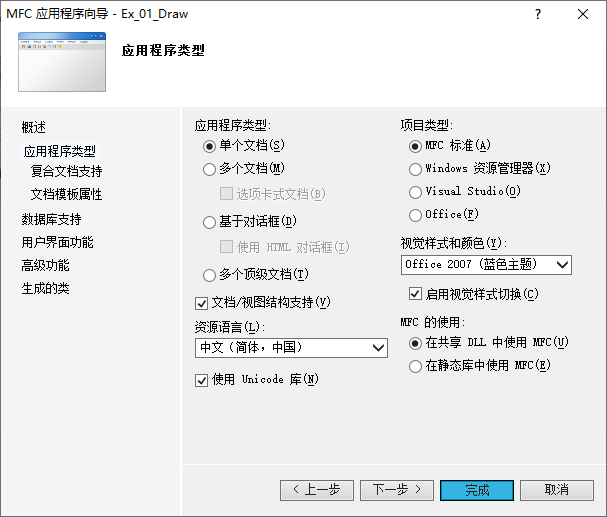 MFC 应用程序向导 - Ex_01_Draw
?
应用程序类型
概述
应用程序类型
复合文档支持
文档模板属性
数据库支持
用户界面功能
高级功能
生成的类
应用程序类型:
单个文档(S)
多个文档(M)
选项卡式文档(B)
基于对话框(D)
使用 HTML 对话框(I)
多个顶级文档(T)
文档/视图结构支持(V)
资源语言(L):
中文(简体，中国)
使用 Unicode 库(N)
项目类型:
MFC 标准(A)
Windows 资源管理器(X)
Visual Studio(O)
Office(F)
视觉样式和颜色(Y):
Office 2007 (蓝色主题)
启用视觉样式切换(C)
MFC 的使用:
在共享 DLL 中使用 MFC(U)
在静态库中使用 MFC(E)
< 上一步
下一步 >
完成
取消